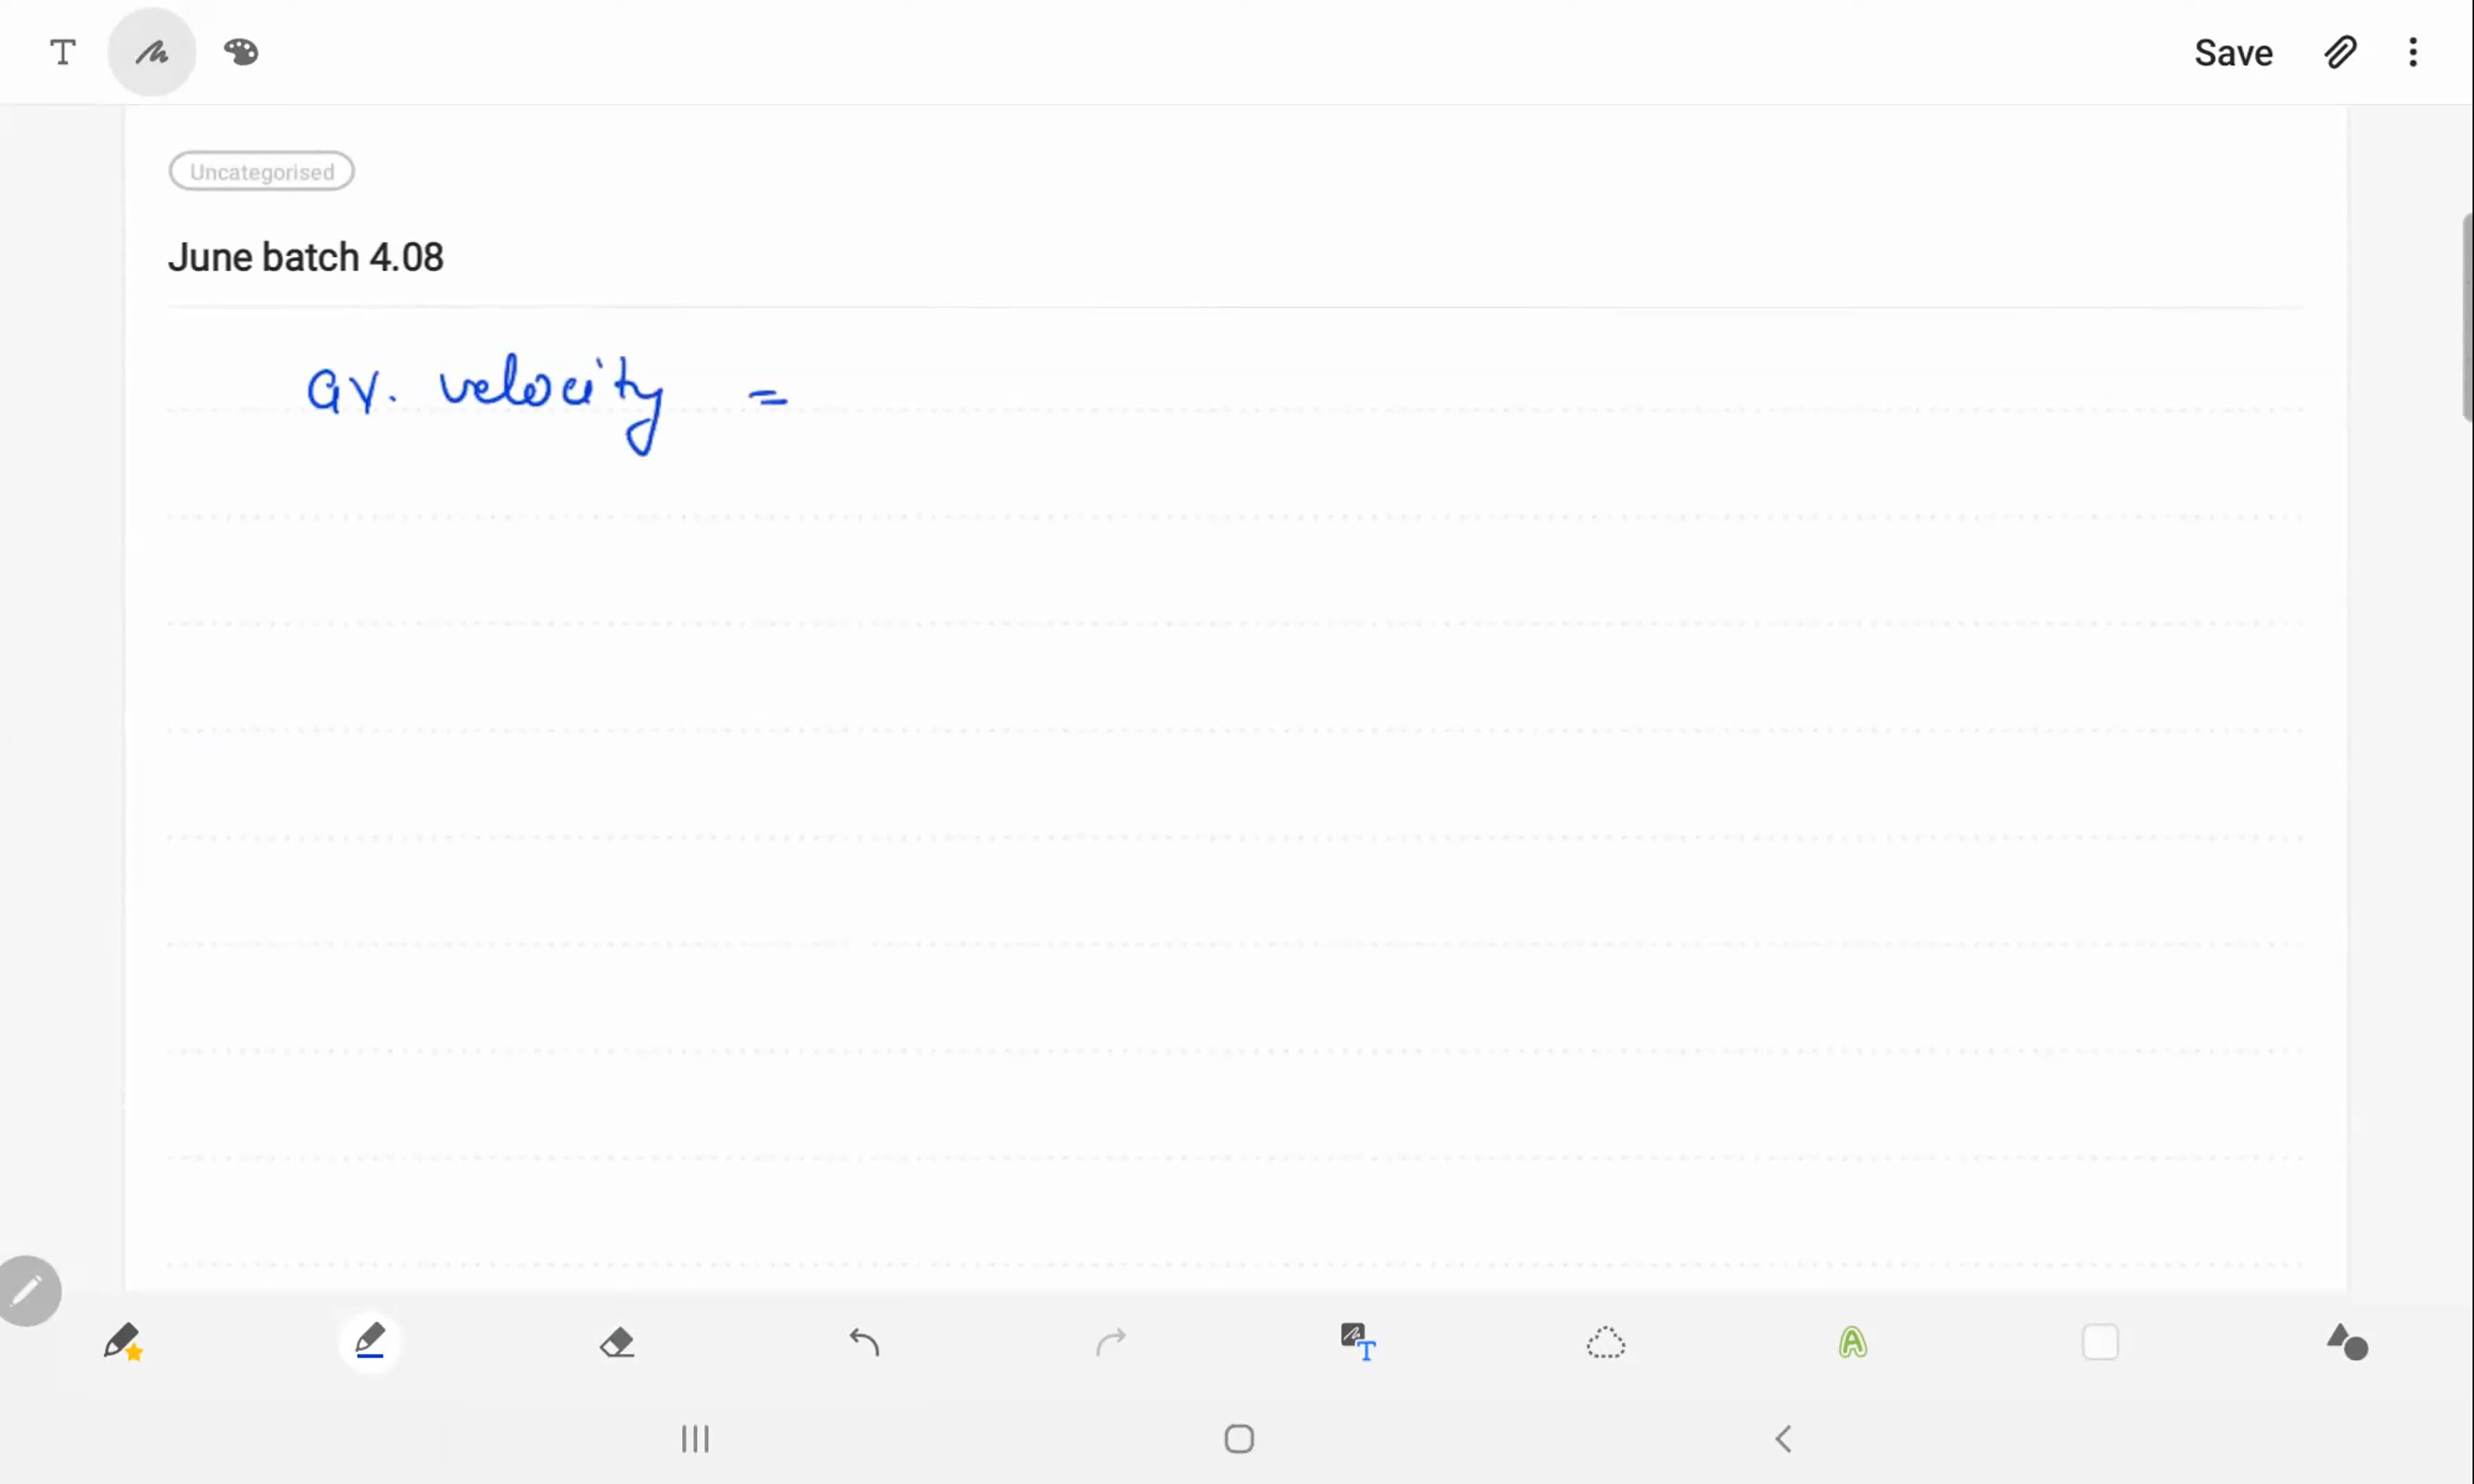 Save
Uncategorised
June batch 4.08
av. velocity =